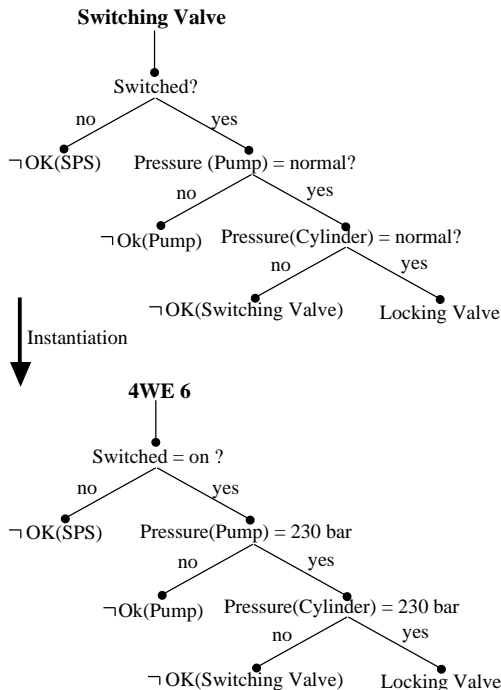 Switching Valve
Switched?
no yes
¬OK(SPS) Pressure (Pump) = normal?
no yes
¬Ok(Pump) Pressure(Cylinder) = normal?
no yes
¬OK(Switching Valve) Locking Valve
Instantiation
4WE 6
Switched = on ?
no yes
¬OK(SPS) Pressure(Pump) = 230 bar
no yes
¬Ok(Pump) Pressure(Cylinder) = 230 bar
no yes
¬OK(Switching Valve) Locking Valve